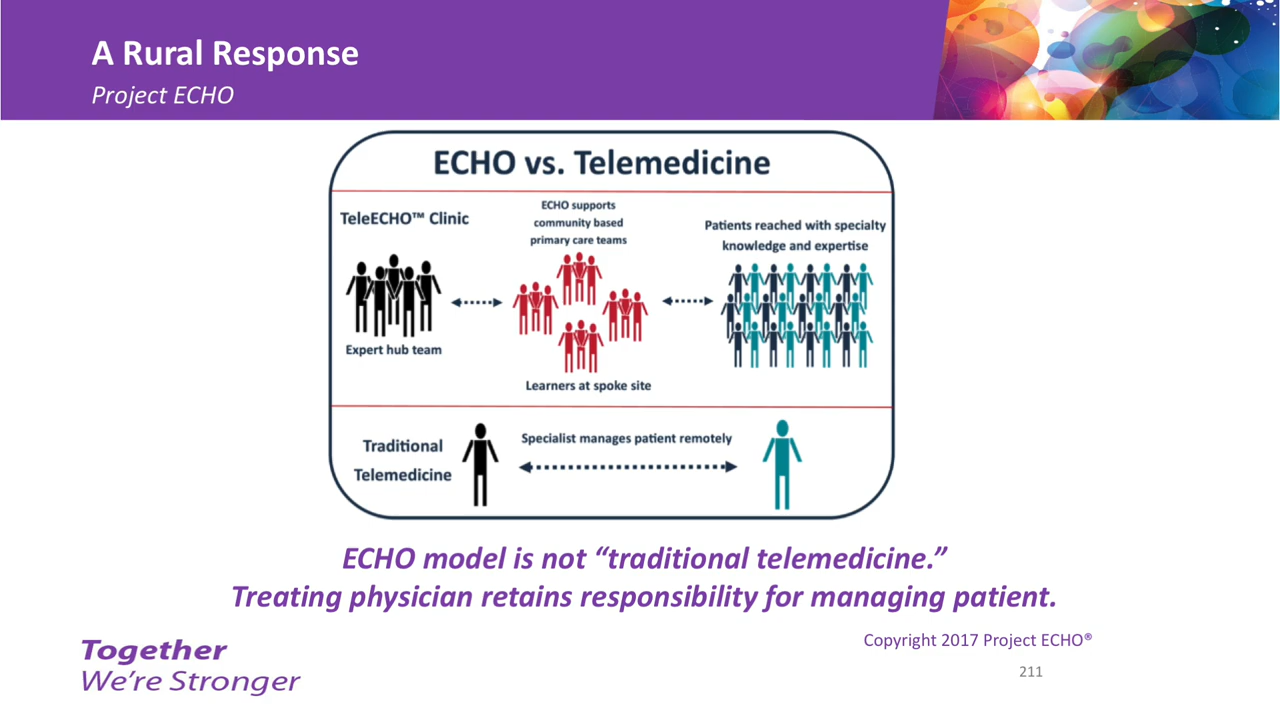 A Rural Response
Project ECHO
ECHO vs. Telemedicine
TeleECHO™ Clinic
Expert hub team
ECHO supports
community based
primary care teams
Learners at spoke site
Patients reached with specialty
knowledge and expertise
Traditional
Telemedicine
Specialist manages patient remotely
ECHO model is not “traditional telemedicine.”
Treating physician retains responsibility for managing patient.
Together
We’re Stronger
Copyright 2017 Project ECHO®
211